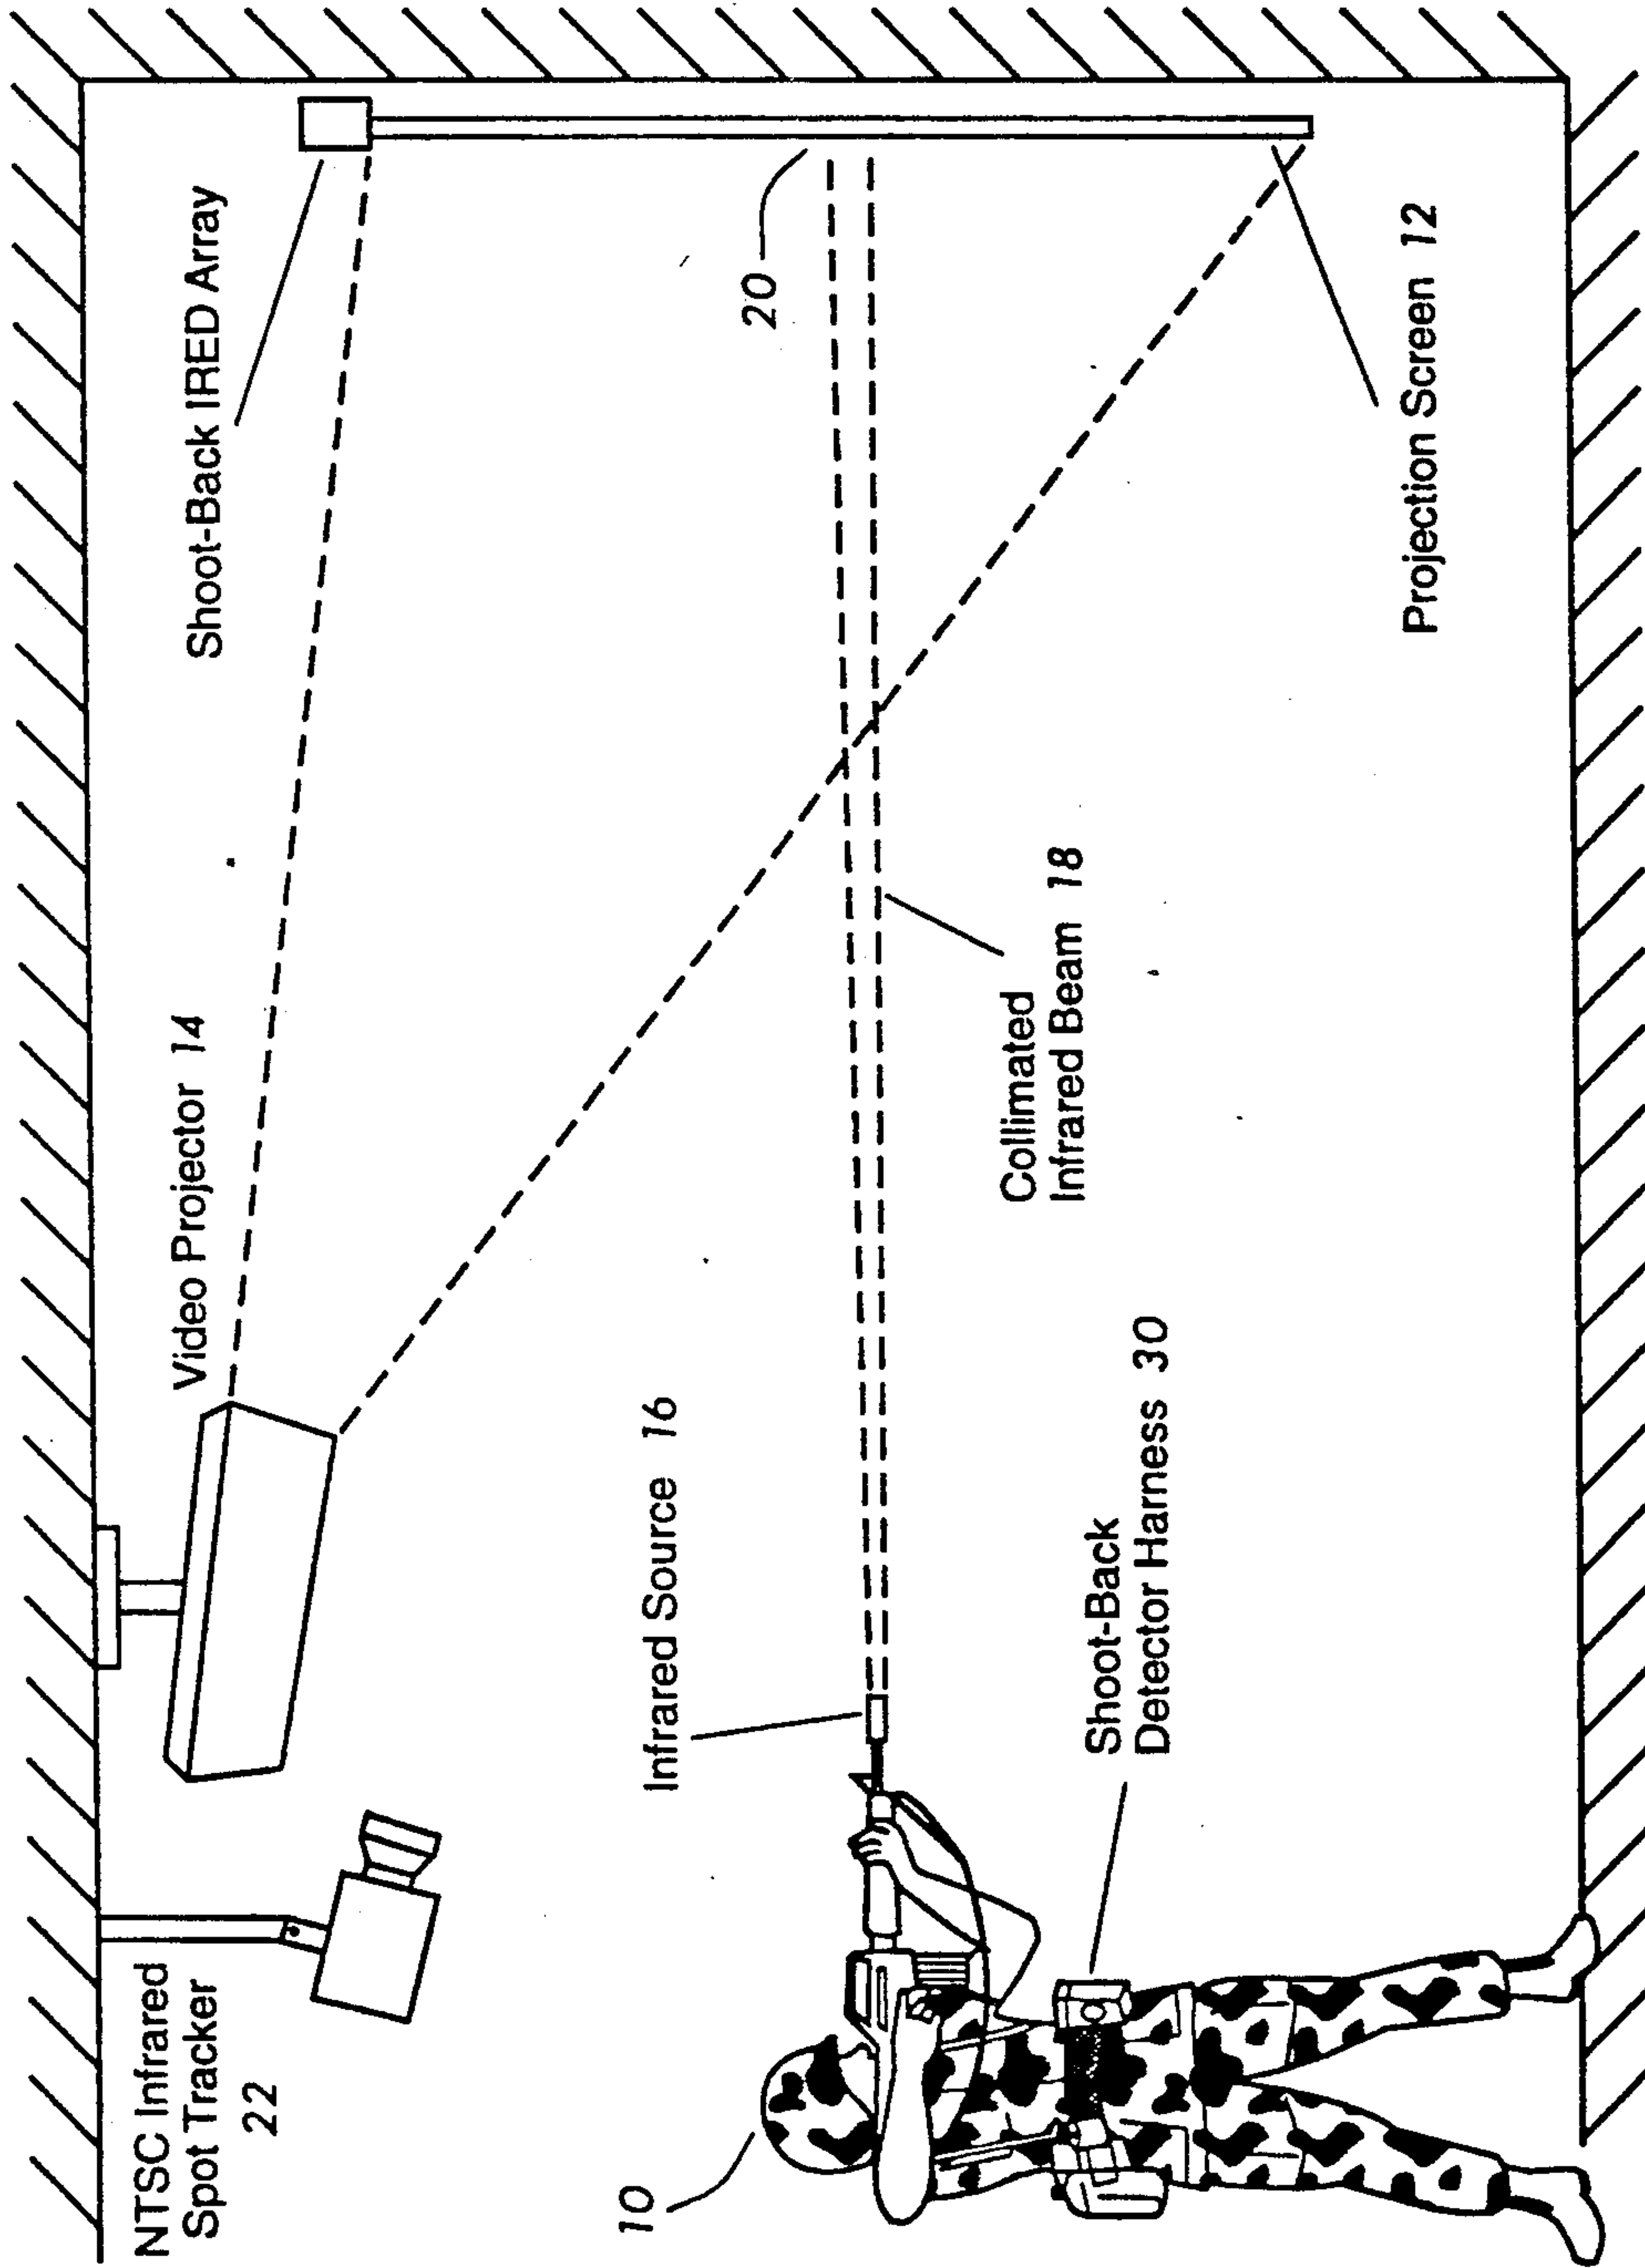 NTSC Infrared
Spot Tracker
22
Video Projector 14
Shoot-Back IRED Array
10
Infrared Source 16
20
Shoot-Back
Detector Harness 30
Collimated
Infrared Beam 18
Projection Screen 12